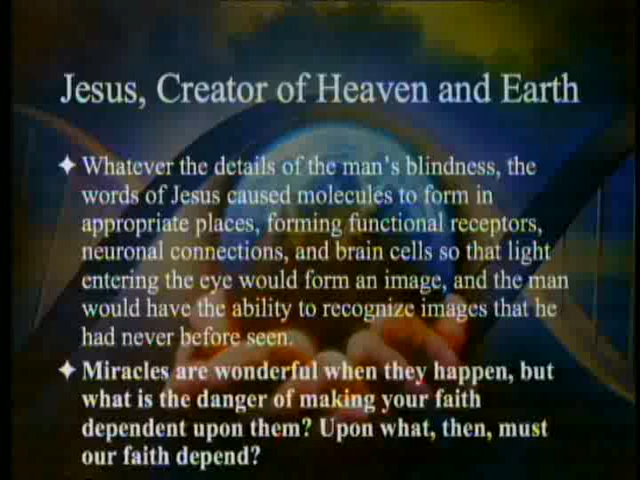 Jesus, Creator of Heaven and Earth
✦ Whatever the details of the man's blindness, the
words of Jesus caused molecules to form in
appropriate places, forming functional receptors,
neuronal connections, and brain cells so that light
entering the eye would form an image, and the man
would have the ability to recognize images that he
had never before seen.
✦ Miracles are wonderful when they happen, but
what is the danger of making your faith
dependent upon them? Upon what, then, must
our faith depend?